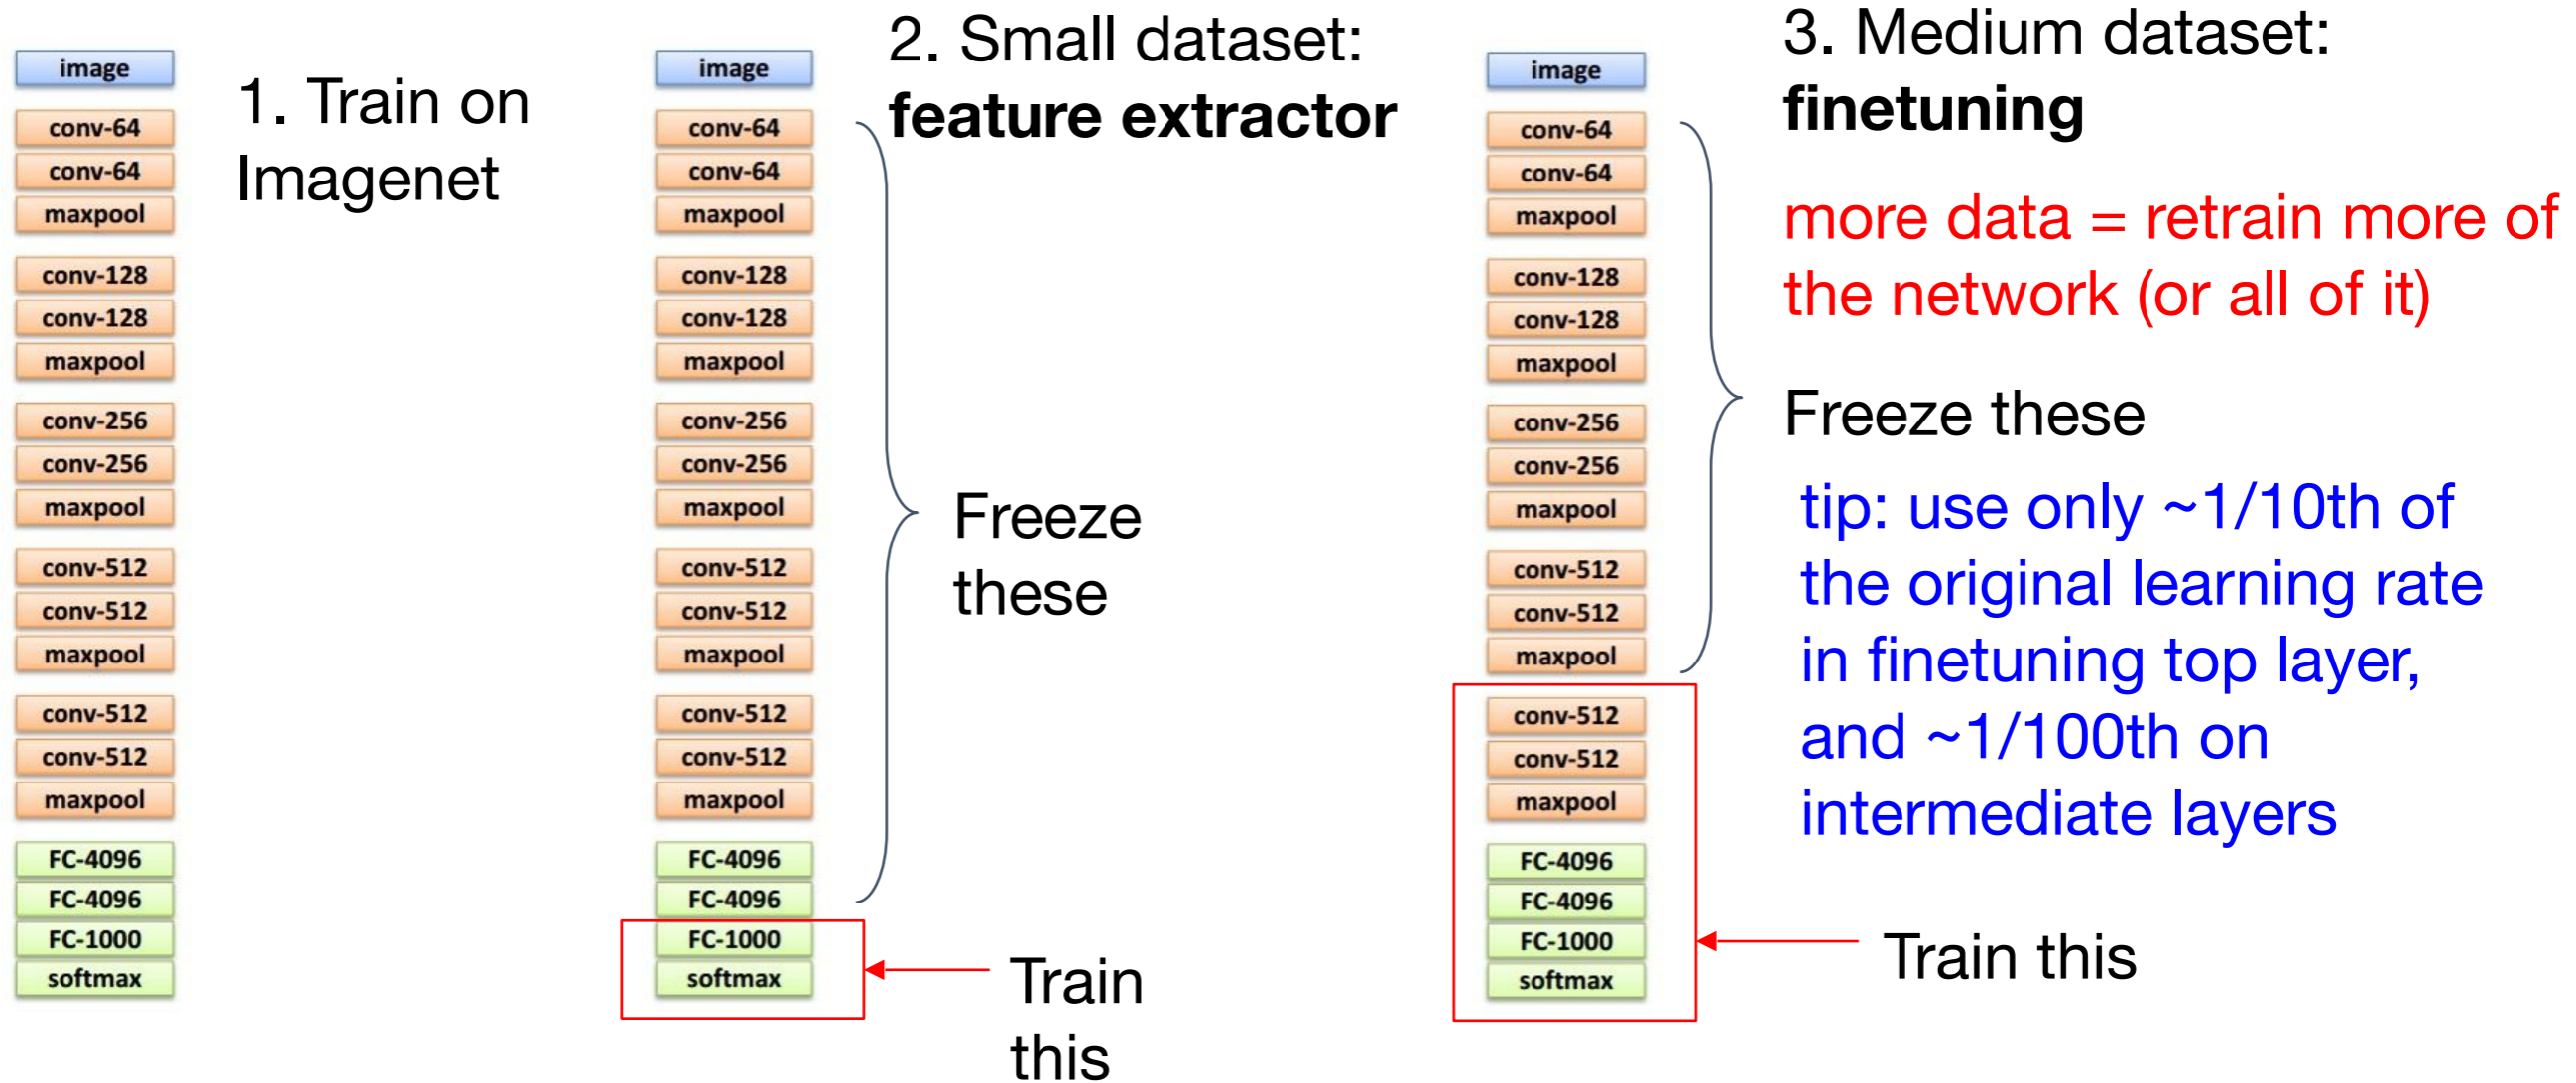 image
conv-64
conv-64
maxpool
conv-128
conv-128
maxpool
conv-256
conv-256
maxpool
conv-512
conv-512
maxpool
conv-512
conv-512
maxpool
FC-4096
FC-4096
FC-1000
softmax
1. Train on
Imagenet
image
conv-64
conv-64
maxpool
conv-128
conv-128
maxpool
conv-256
conv-256
maxpool
conv-512
conv-512
maxpool
conv-512
conv-512
maxpool
FC-4096
FC-4096
FC-1000
softmax
2. Small dataset:
feature extractor
Freeze
these
Train
this
image
conv-64
conv-64
maxpool
conv-128
conv-128
maxpool
conv-256
conv-256
maxpool
conv-512
conv-512
maxpool
conv-512
conv-512
maxpool
FC-4096
FC-4096
FC-1000
softmax
3. Medium dataset:
finetuning
more data = retrain more of
the network (or all of it)
Freeze these
tip: use only ~1/10th of
the original learning rate
in finetuning top layer,
and ~1/100th on
intermediate layers
Train this